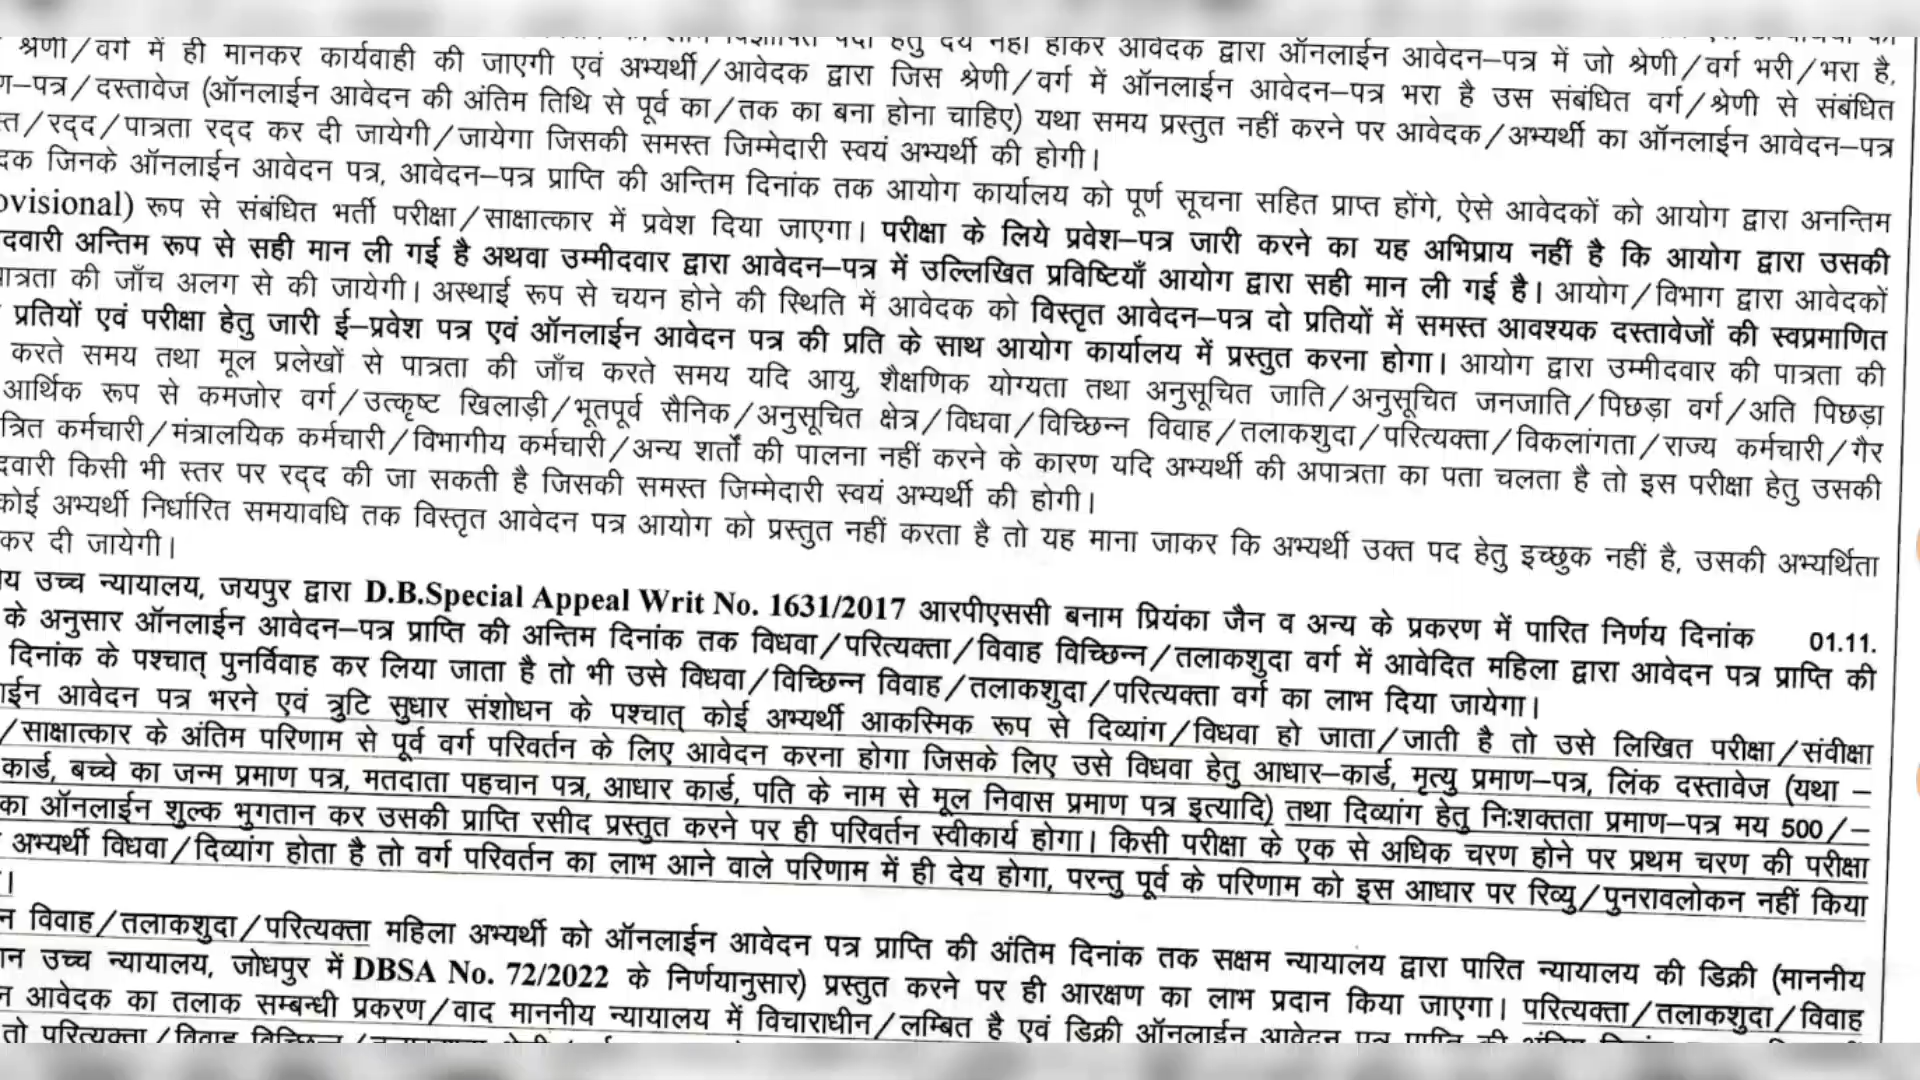 हेतु देय नहीं होकर आवेदक द्वारा ऑनलाईन आवेदन–पत्र में जो श्रेणी/वर्ग भरी/भरा है,
श्रेणी/वर्ग में ही मानकर कार्यवाही की जाएगी एवं अभ्यर्थी/आवेदक द्वारा जिस श्रेणी/वर्ग में ऑनलाईन आवेदन–पत्र भरा है उस संबंधित वर्ग/श्रेणी से संबंधित
ण–पत्र/दस्तावेज (ऑनलाईन आवेदन की अंतिम तिथि से पूर्व का/तक का बना होना चाहिए) यथा समय प्रस्तुत नहीं करने पर आवेदक/अभ्यर्थी का ऑनलाईन आवेदन–पत्र
स्त/रद्द/पात्रता रद्द कर दी जायेगी/जायेगा जिसकी समस्त जिम्मेदारी स्वयं अभ्यर्थी की होगी।
दक जिनके ऑनलाईन आवेदन पत्र, आवेदन–पत्र प्राप्ति की अन्तिम दिनांक तक आयोग कार्यालय को पूर्ण सूचना सहित प्राप्त होंगे, ऐसे आवेदकों को आयोग द्वारा अनन्तिम
ovisional) रूप से संबंधित भर्ती परीक्षा/साक्षात्कार में प्रवेश दिया जाएगा। परीक्षा के लिये प्रवेश–पत्र जारी करने का यह अभिप्राय नहीं है कि आयोग द्वारा उसकी
दवारी अन्तिम रूप से सही मान ली गई है अथवा उम्मीदवार द्वारा आवेदन–पत्र में उल्लिखित प्रविष्टियाँ आयोग द्वारा सही मान ली गई है। आयोग/विभाग द्वारा आवेदकों
पात्रता की जाँच अलग से की जायेगी। अस्थाई रूप से चयन होने की स्थिति में आवेदक को विस्तृत आवेदन–पत्र दो प्रतियों में समस्त आवश्यक दस्तावेजों की स्वप्रमाणित
प्रतियों एवं परीक्षा हेतु जारी ई–प्रवेश पत्र एवं ऑनलाईन आवेदन पत्र की प्रति के साथ आयोग कार्यालय में प्रस्तुत करना होगा। आयोग द्वारा उम्मीदवार की पात्रता की
करते समय तथा मूल प्रलेखों से पात्रता की जाँच करते समय यदि आयु, शैक्षणिक योग्यता तथा अनुसूचित जाति/अनुसूचित जनजाति/पिछड़ा वर्ग/अति पिछड़ा
आर्थिक रूप से कमजोर वर्ग/उत्कृष्ट खिलाड़ी/भूतपूर्व सैनिक/अनुसूचित क्षेत्र/विधवा/विच्छिन्न विवाह/तलाकशुदा/परित्यक्ता/विकलांगता/राज्य कर्मचारी/गैर
त्रित कर्मचारी/मंत्रालयिक कर्मचारी/विभागीय कर्मचारी/अन्य शर्तों की पालना नहीं करने के कारण यदि अभ्यर्थी की अपात्रता का पता चलता है तो इस परीक्षा हेतु उसकी
दवारी किसी भी स्तर पर रद्द की जा सकती है जिसकी समस्त जिम्मेदारी स्वयं अभ्यर्थी की होगी।
कोई अभ्यर्थी निर्धारित समयावधि तक विस्तृत आवेदन पत्र आयोग को प्रस्तुत नहीं करता है तो यह माना जाकर कि अभ्यर्थी उक्त पद हेतु इच्छुक नहीं है, उसकी अभ्यर्थिता
कर दी जायेगी।
य उच्च न्यायालय, जयपुर द्वारा D.B.Special Appeal Writ No. 1631/2017 आरपीएससी बनाम प्रियंका जैन व अन्य के प्रकरण में पारित निर्णय दिनांक 01.11.
के अनुसार ऑनलाईन आवेदन–पत्र प्राप्ति की अन्तिम दिनांक तक विधवा/परित्यक्ता/विवाह विच्छिन्न/तलाकशुदा वर्ग में आवेदित महिला द्वारा आवेदन पत्र प्राप्ति की
दिनांक के पश्चात् पुनर्विवाह कर लिया जाता है तो भी उसे विधवा/विच्छिन्न विवाह/तलाकशुदा/परित्यक्ता वर्ग का लाभ दिया जायेगा।
ाईन आवेदन पत्र भरने एवं त्रुटि सुधार संशोधन के पश्चात् कोई अभ्यर्थी आकस्मिक रूप से दिव्यांग/विधवा हो जाता/जाती है तो उसे लिखित परीक्षा/संवीक्षा
/साक्षात्कार के अंतिम परिणाम से पूर्व वर्ग परिवर्तन के लिए आवेदन करना होगा जिसके लिए उसे विधवा हेतु आधार–कार्ड, मृत्यु प्रमाण–पत्र, लिंक दस्तावेज (यथा –
कार्ड, बच्चे का जन्म प्रमाण पत्र, मतदाता पहचान पत्र, आधार कार्ड, पति के नाम से मूल निवास प्रमाण पत्र इत्यादि) तथा दिव्यांग हेतु निःशक्तता प्रमाण–पत्र मय 500/–
का ऑनलाईन शुल्क भुगतान कर उसकी प्राप्ति रसीद प्रस्तुत करने पर ही परिवर्तन स्वीकार्य होगा। किसी परीक्षा के एक से अधिक चरण होने पर प्रथम चरण की परीक्षा
अभ्यर्थी विधवा/दिव्यांग होता है तो वर्ग परिवर्तन का लाभ आने वाले परिणाम में ही देय होगा, परन्तु पूर्व के परिणाम को इस आधार पर रिव्यु/पुनरावलोकन नहीं किया
।
न विवाह/तलाकशुदा/परित्यक्ता महिला अभ्यर्थी को ऑनलाईन आवेदन पत्र प्राप्ति की अंतिम दिनांक तक सक्षम न्यायालय द्वारा पारित न्यायालय की डिक्री (माननीय
ान उच्च न्यायालय, जोधपुर में DBSA No. 72/2022 के निर्णयानुसार) प्रस्तुत करने पर ही आरक्षण का लाभ प्रदान किया जाएगा। परित्यक्ता/तलाकशुदा/विवाह
न आवेदक का तलाक सम्बन्धी प्रकरण/वाद माननीय न्यायालय में विचाराधीन/लम्बित है एवं डिक्री ऑनलाईन आवेदन पत्र प्राप्ति की अंतिम
तो परित्यक्ता/विवाह विच्छिन्न/